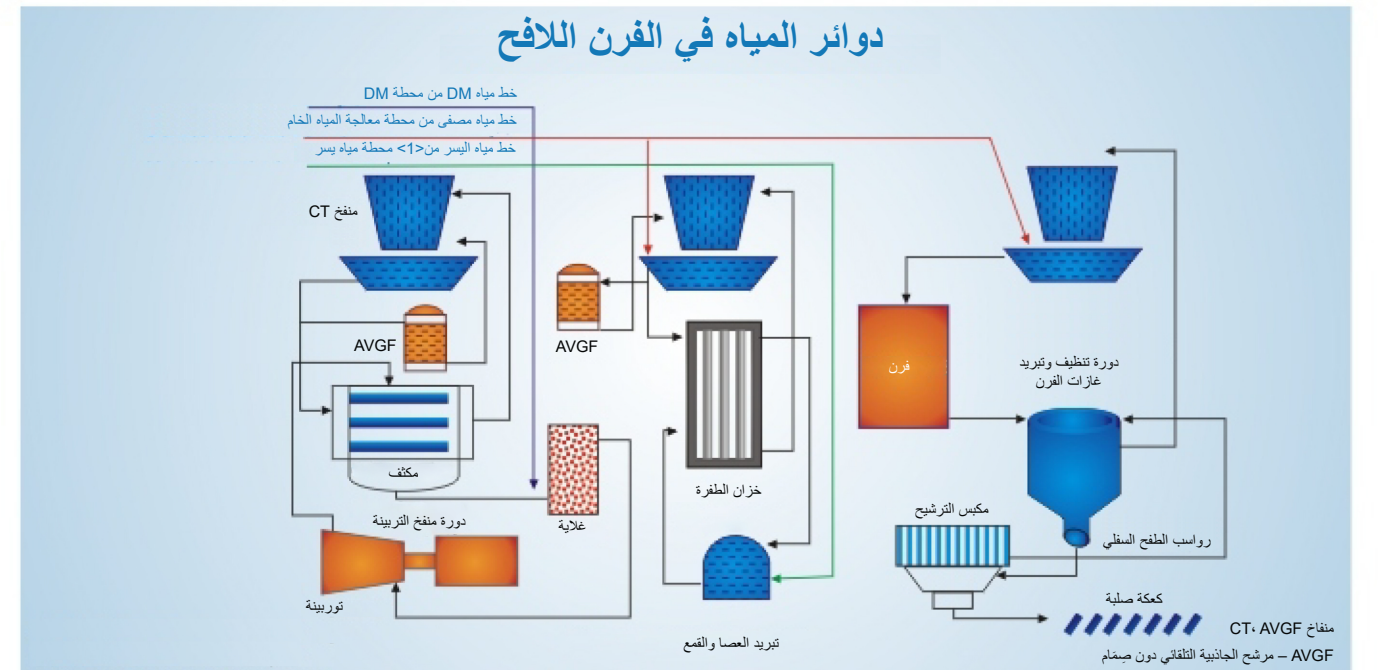 دوائر المياه في الفرن اللافح
خط مياه DM من محطة DM
خط مياه مصفى من محطة معالجة المياه الخام
خط مياه اليسر من<1> محطة مياه يسر
منفخ CT
AVGF
AVGF
فرن
دورة تنظيف وتبريد
غازات الفرن
مكثف
خزان الطفرة
غلاية
دورة منفخ التربينة
مكبس الترشيح
رواسب الطفح السفلي
توربينة
كعكة صلبة
تبريد العصا والقمع
منفاخ CT، AVGF
AVGF – مرشح الجاذبية التلقائي دون صِمَام